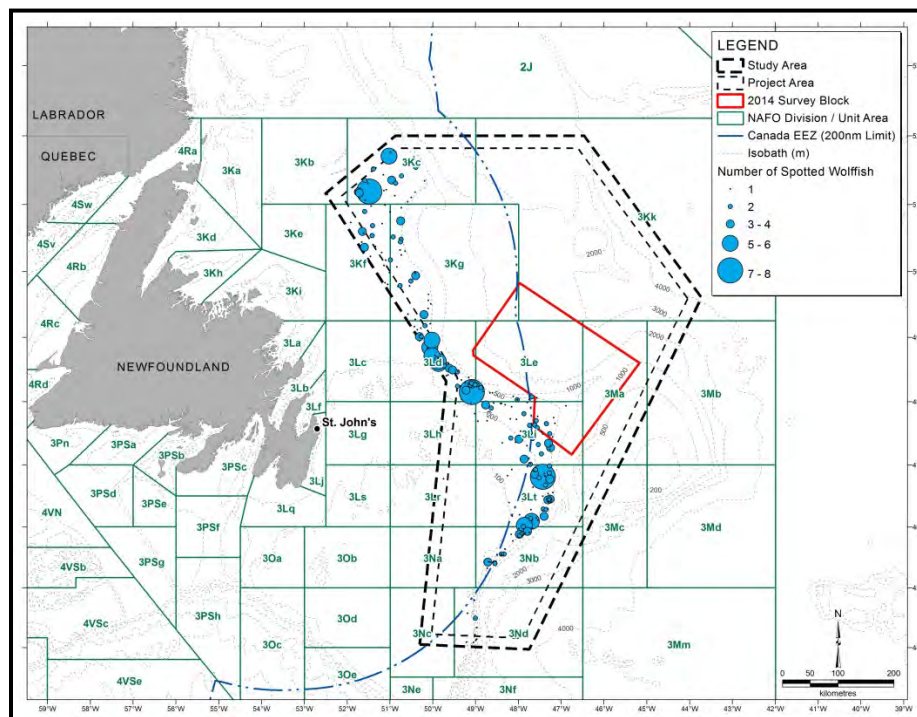 2J
LEGEND
Study Area
Project Area
2014 Survey Block
NAFO Division / Unit Area
Canada EEZ (200nm Limit)
Isobath (m)
Number of Spotted Wolffish
1
2
3 - 4
5 - 6
7 - 8
LABRADOR
QUEBEC
4Ra
3Ka
3Kb
3Kc
4Sw
3Kk
4Sv
3Kd
3Ke
4Rb
3Kh
3Kf
3Kg
2000
3Ki
4000
3000
4Rc
2000
3La
NEWFOUNDLAND
3Lc
3Ld
3Le
4Rd
3Lb
500
1000
1000
3Ma
3Mb
3Lf
St. John's
500
3Pn
3PSa
3PSb
3Lg
3Lh
3Li
3PSc
3PSd
3Lj
100
4VN
3PSe
3Lq
3Ls
3Lr
3Lt
200
3PSf
3Mc
3Md
4VSb
3PSg
3Oa
3Ob
3Na
3Nb
2000
3000
4VSc
3PSh
3Od
N
3Oc
3Nc
3Nd
4000
3Mm
4VSe
3Oe
3Ne
3Nf
0 50 100 200
kilometres
59°W 58°W 57°W 56°W 55°W 54°W 53°W 52°W 51°W 50°W 49°W 48°W 47°W 46°W 45°W 44°W 43°W 42°W 41°W 40°W 39°W